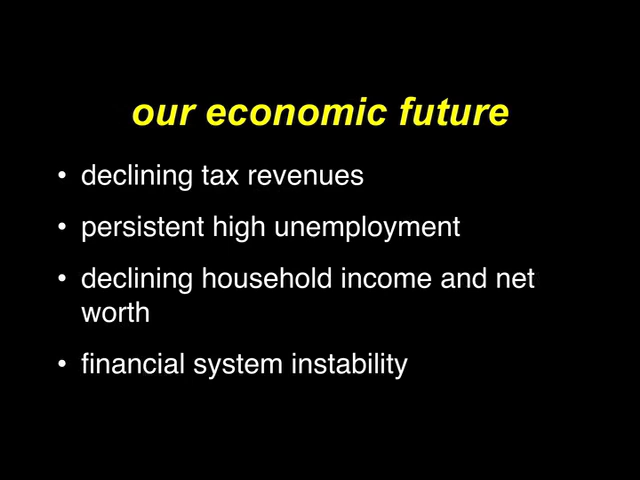 our economic future
• declining tax revenues
• persistent high unemployment
• declining household income and net
worth
• financial system instability